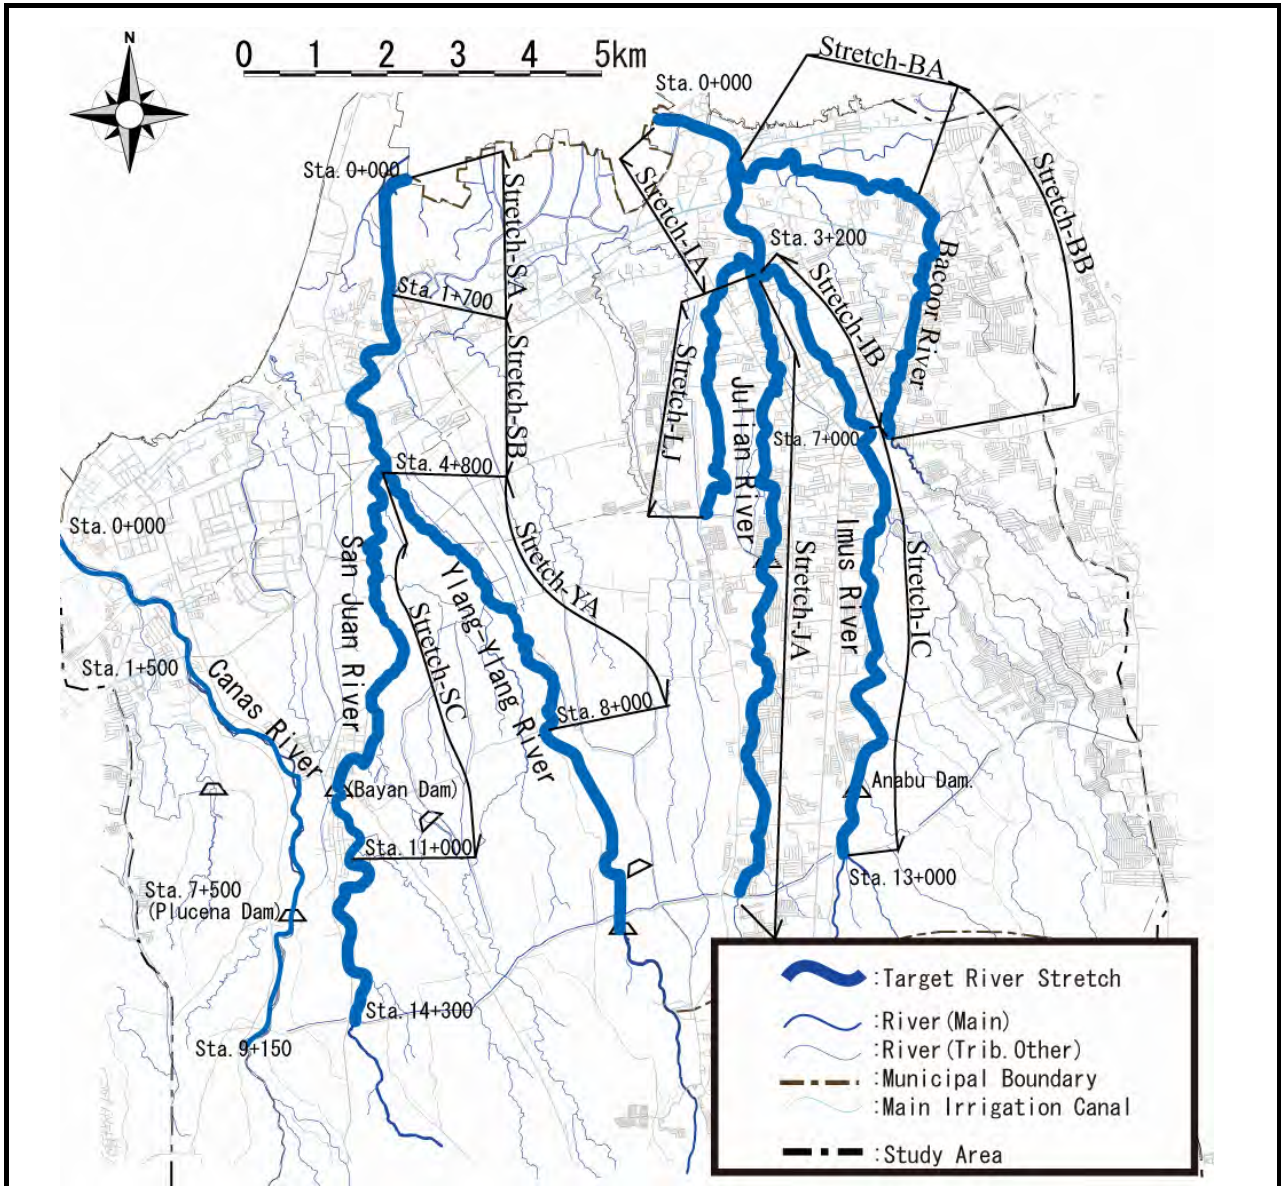 N
0 1 2 3 4 5km
Stretch-BA
Sta. 0+000
Sta. 0+000
Stretch-SA
Stretch-IA
Stretch-BB
Sta. 3+200
Bacoor River
Sta. 1+700
Stretch-IB
Stretch-SB
Stretch-LJ
Julian River
Sta. 7+000
Sta. 4+800
Sta. 0+000
San Juan River
Ylang-Ylang River
Stretch-YA
Stretch-JA
Imus River
Stretch-IC
Stretch-SC
Sta. 1+500
Canas River
Sta. 8+000
(Bayan Dam)
Anabu Dam.
Sta. 11+000
Sta. 13+000
Sta. 7+500
(Plucena Dam)
Sta. 14+300
Sta. 9+150
:Target River Stretch
:River(Main)
:River(Trib.Other)
:Municipal Boundary
:Main Irrigation Canal
:Study Area